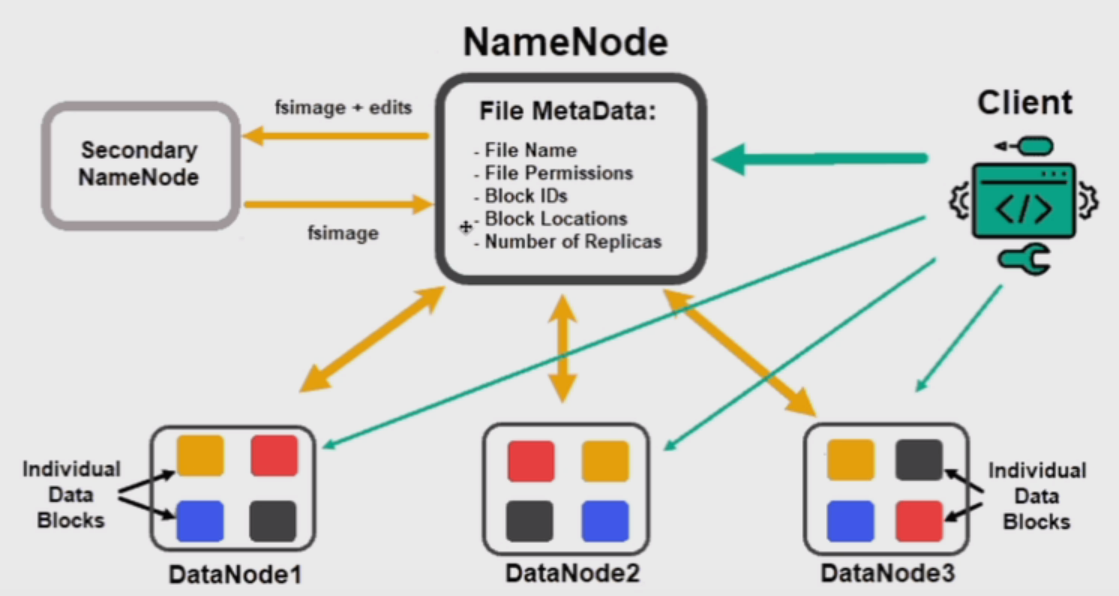 NameNode
Client
fsimage + edits
File MetaData:
Secondary
NameNode
- File Name
- File Permissions
- Block IDs
- Block Locations
- Number of Replicas
fsimage
</>
Individual
Data
Blocks
Individual
Data
Blocks
DataNode1
DataNode2
DataNode3